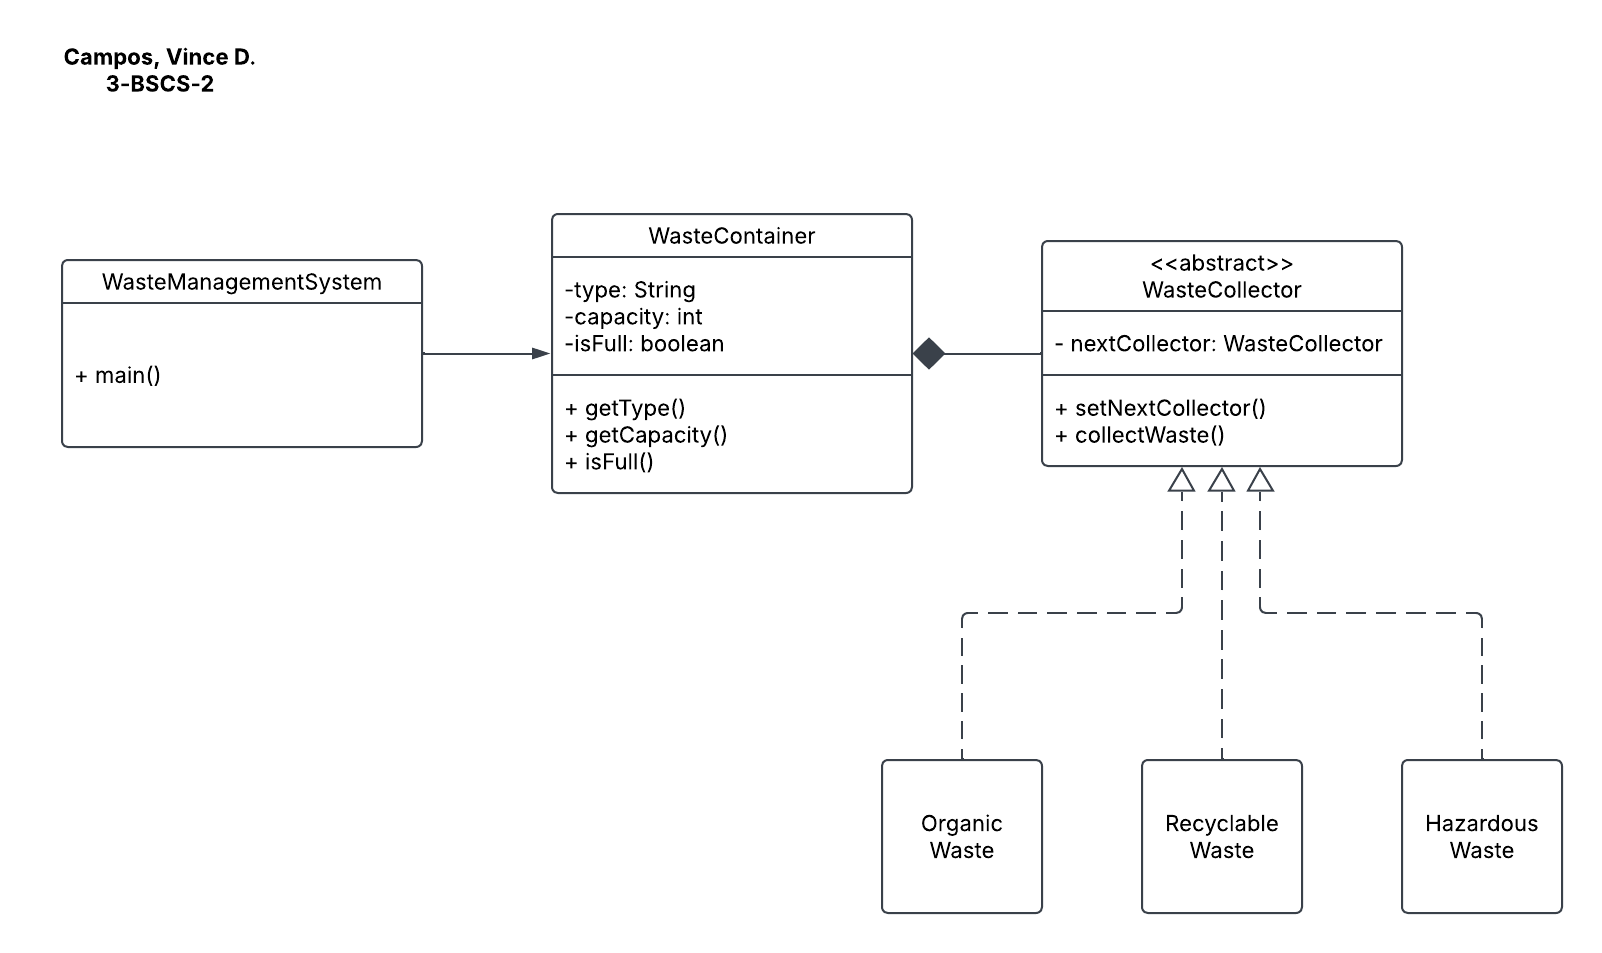 Campos, Vince D.
3-BSCS-2
WasteManagementSystem
+ main()
WasteContainer
-type: String
-capacity: int
-isFull: boolean
+ getType()
+ getCapacity()
+ isFull()
<<abstract>>
WasteCollector
- nextCollector: WasteCollector
+ setNextCollector()
+ collectWaste()
Organic
Waste
Recyclable
Waste
Hazardous
Waste